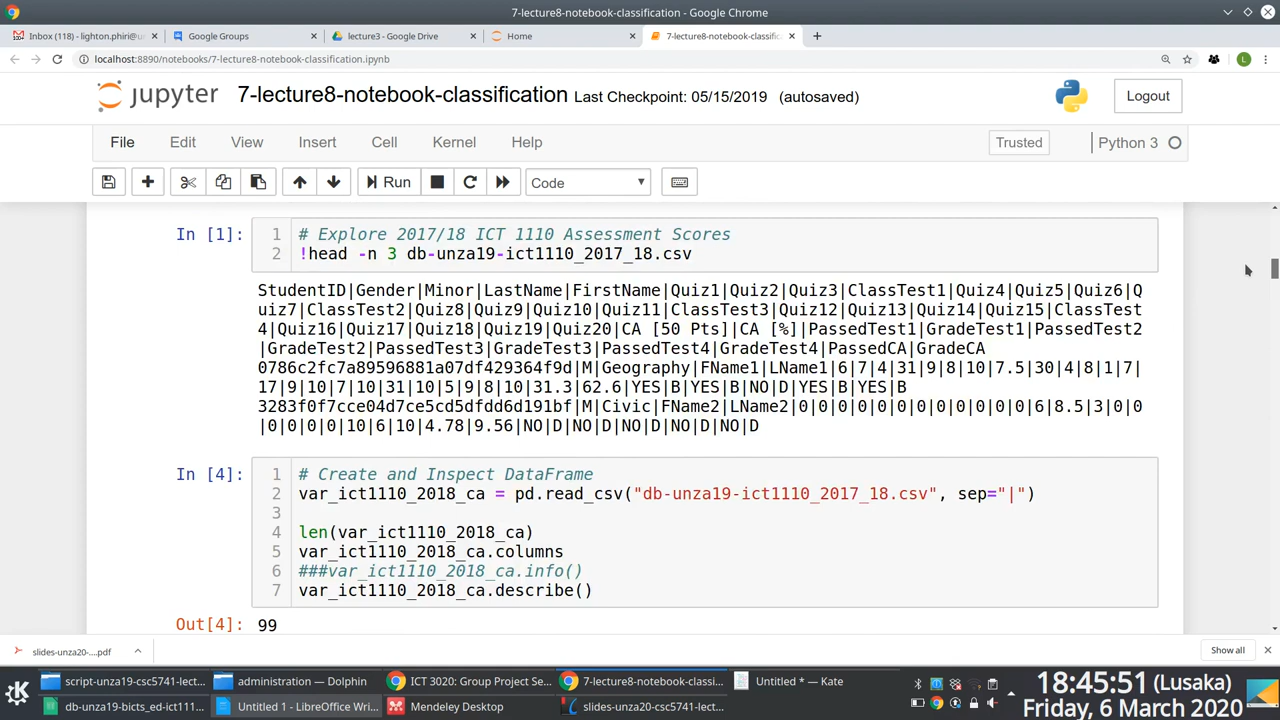 7-lecture8-notebook-classification - Google Chrome
Inbox (118) - lighton.phiri@un
Google Groups
lecture3 - Google Drive
Home
7-lecture8-notebook-classific
localhost:8890/notebooks/7-lecture8-notebook-classification.ipynb
L
jupyter 7-lecture8-notebook-classification Last Checkpoint: 05/15/2019 (autosaved)
Logout
File Edit View Insert Cell Kernel Help
Trusted
Python 3
Run
Code
In [1]:
1 # Explore 2017/18 ICT 1110 Assessment Scores
2 !head -n 3 db-unza19-ict1110_2017_18.csv
StudentID|Gender|Minor|LastName|FirstName|Quiz1|Quiz2|Quiz3|ClassTest1|Quiz4|Quiz5|Quiz6|Q
uiz7|ClassTest2|Quiz8|Quiz9|Quiz10|Quiz11|ClassTest3|Quiz12|Quiz13|Quiz14|Quiz15|ClassTest
4|Quiz16|Quiz17|Quiz18|Quiz19|Quiz20|CA [50 Pts]|CA [%]|PassedTest1|GradeTest1|PassedTest2
|GradeTest2|PassedTest3|GradeTest3|PassedTest4|GradeTest4|PassedCA|GradeCA
0786c2fc7a89596881a07df429364f9d|M|Geography|FName1|LName1|6|7|4|31|9|8|10|7.5|30|4|8|1|7|
17|9|10|7|10|31|10|5|9|8|10|31.3|62.6|YES|B|YES|B|NO|D|YES|B|YES|B
3283f0f7cce04d7ce5cd5dfdd6d191bf|M|Civic|FName2|LName2|0|0|0|0|0|0|0|0|0|0|0|6|8.5|3|0|0
|0|0|0|0|10|6|10|4.78|9.56|NO|D|NO|D|NO|D|NO|D|NO|D
In [4]:
1 # Create and Inspect DataFrame
2 var_ict1110_2018_ca = pd.read_csv("db-unza19-ict1110_2017_18.csv", sep="|")
3
4 len(var_ict1110_2018_ca)
5 var_ict1110_2018_ca.columns
6 ###var_ict1110_2018_ca.info()
7 var_ict1110_2018_ca.describe()
Out[4]: 99
slides-unza20-....pdf
Show all
script-unza19-csc5741-lect...
administration — Dolphin
ICT 3020: Group Project Se...
7-lecture8-notebook-classi...
Untitled * — Kate
db-unza19-bicts_ed-ict111...
Untitled 1 - LibreOffice Wri...
Mendeley Desktop
slides-unza20-csc5741-lect...
18:45:51 (Lusaka)
Friday, 6 March 2020